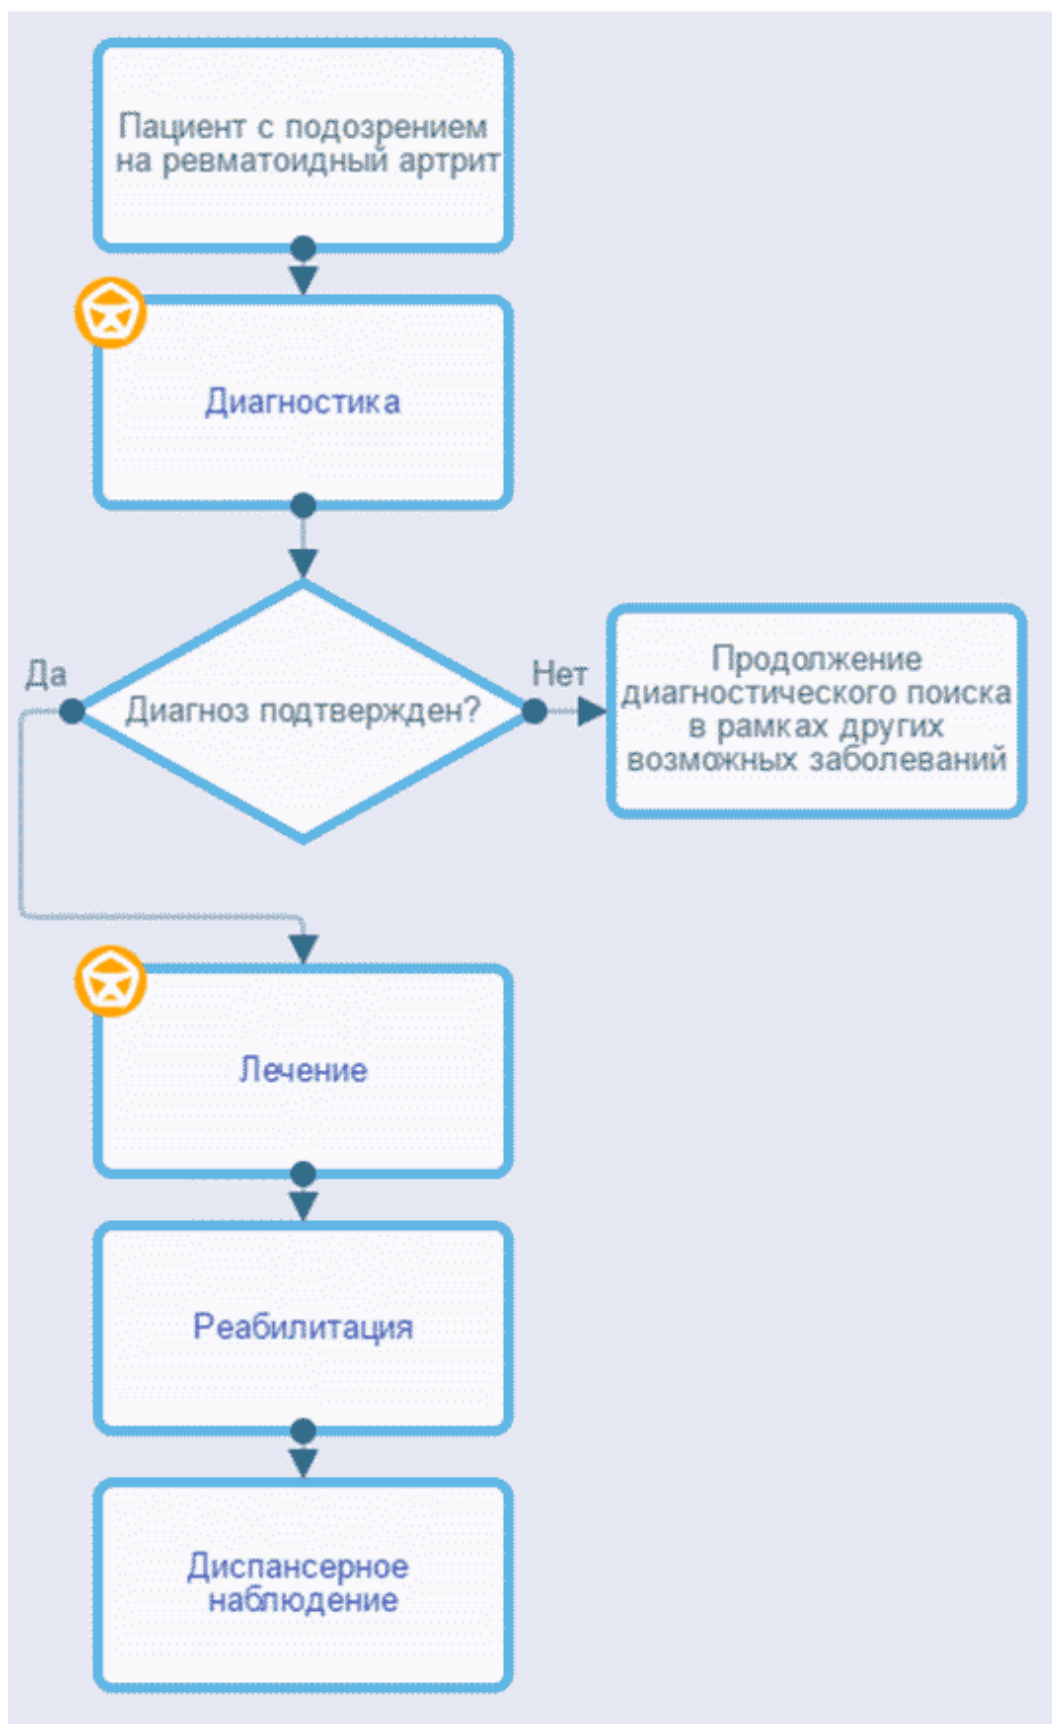 Пациент с подозрением
на ревматоидный артрит
Диагностика
Да
Диагноз подтвержден?
Нет
Продолжение
диагностического поиска
в рамках других
возможных заболеваний
Лечение
Реабилитация
Диспансерное
наблюдение